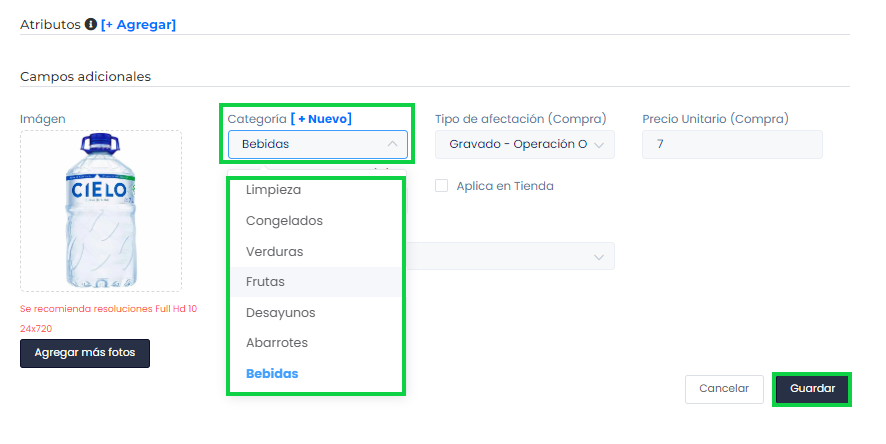 Atributos [+ Agregar]
Campos adicionales
Imágen
Categoría [ + Nuevo]
Tipo de afectación (Compra)
Precio Unitario (Compra)
Bebidas
Gravado - Operación O
7
CIELO
Limpieza
Aplica en Tienda
Congelados
Verduras
Frutas
Desayunos
Abarrotes
Bebidas
Se recomienda resoluciones Full Hd 10
24x720
Agregar más fotos
Cancelar
Guardar